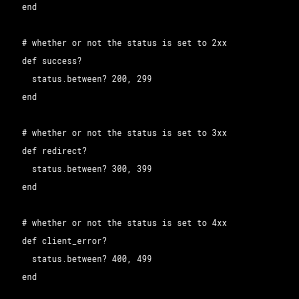 end
# whether or not the status is set to 2xx
def success?
status.between? 200, 299
end
# whether or not the status is set to 3xx
def redirect?
status.between? 300, 399
end
# whether or not the status is set to 4xx
def client_error?
status.between? 400, 499
end